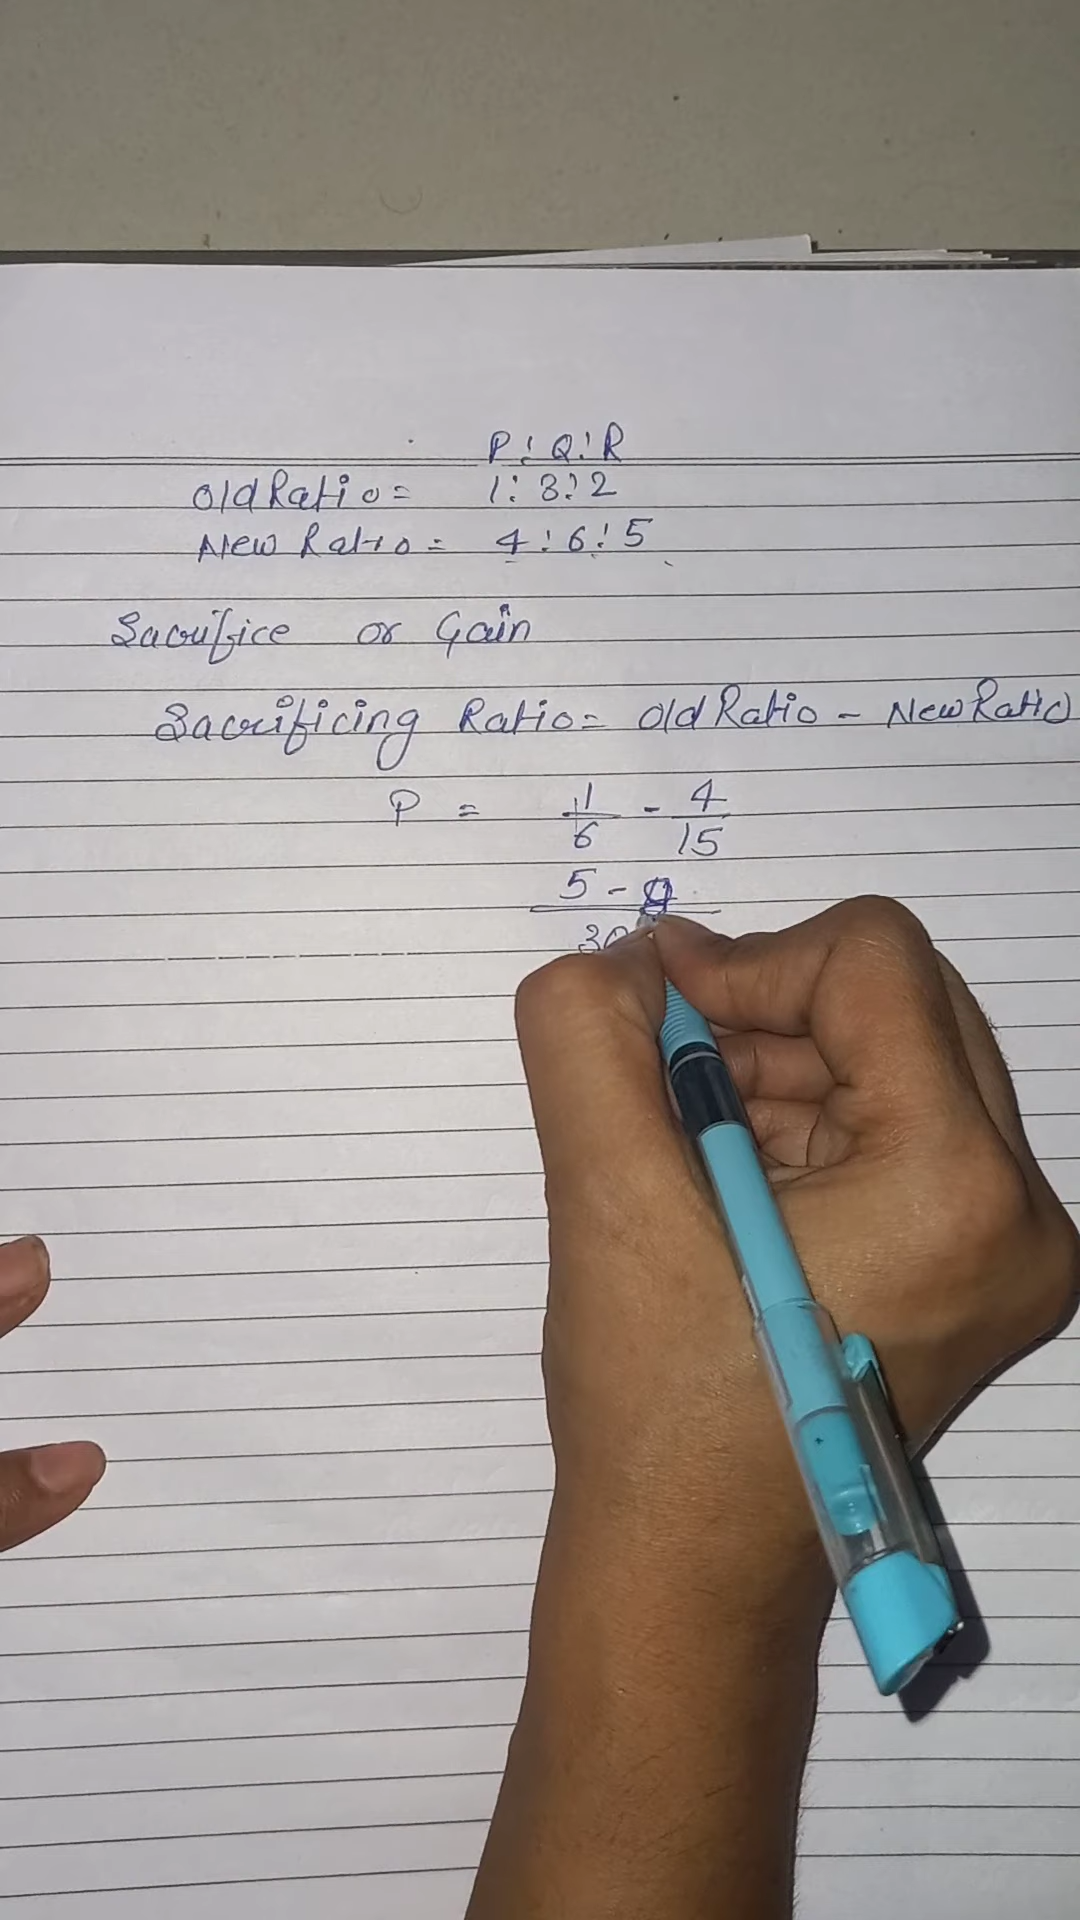 P : Q : R
Old Ratio = 1 : 3 : 2
New Ratio = 4 : 6 : 5
Sacrifice or Gain
Sacrificing Ratio = Old Ratio - New Ratio
P = 1/6 - 4/15
5 -
30